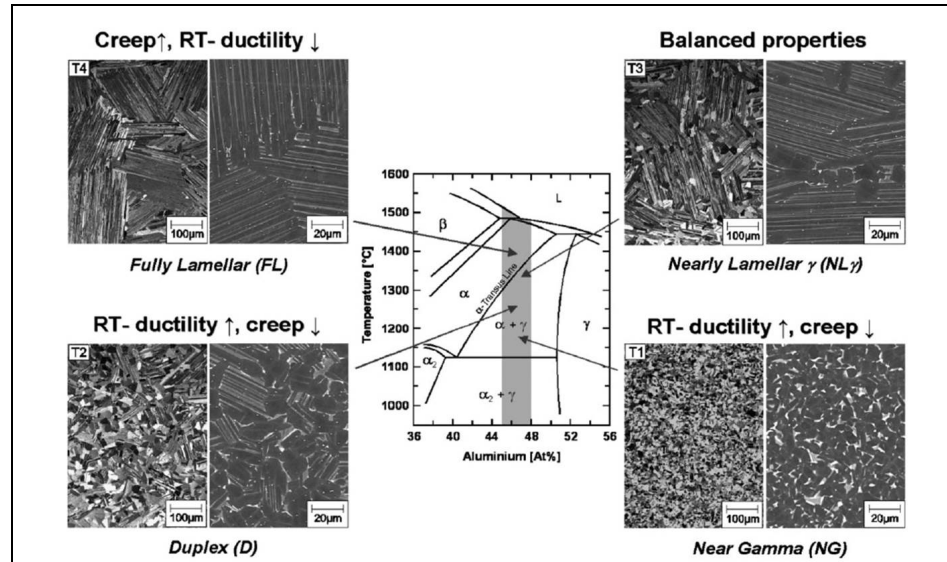 Creep↑, RT- ductility ↓
Balanced properties
T4
100µm
20µm
T3
100µm
20µm
Fully Lamellar (FL)
Nearly Lamellar γ (NLγ)
RT- ductility ↑, creep ↓
RT- ductility ↑, creep ↓
T2
100µm
20µm
T1
100µm
20µm
Duplex (D)
Near Gamma (NG)
Temperature [°C]
1600
1500
1400
1300
1200
1100
1000
L
β
α
α-Transus Line
α + γ
γ
α₂
α₂ + γ
36
40
44
48
52
56
Aluminium [At%]